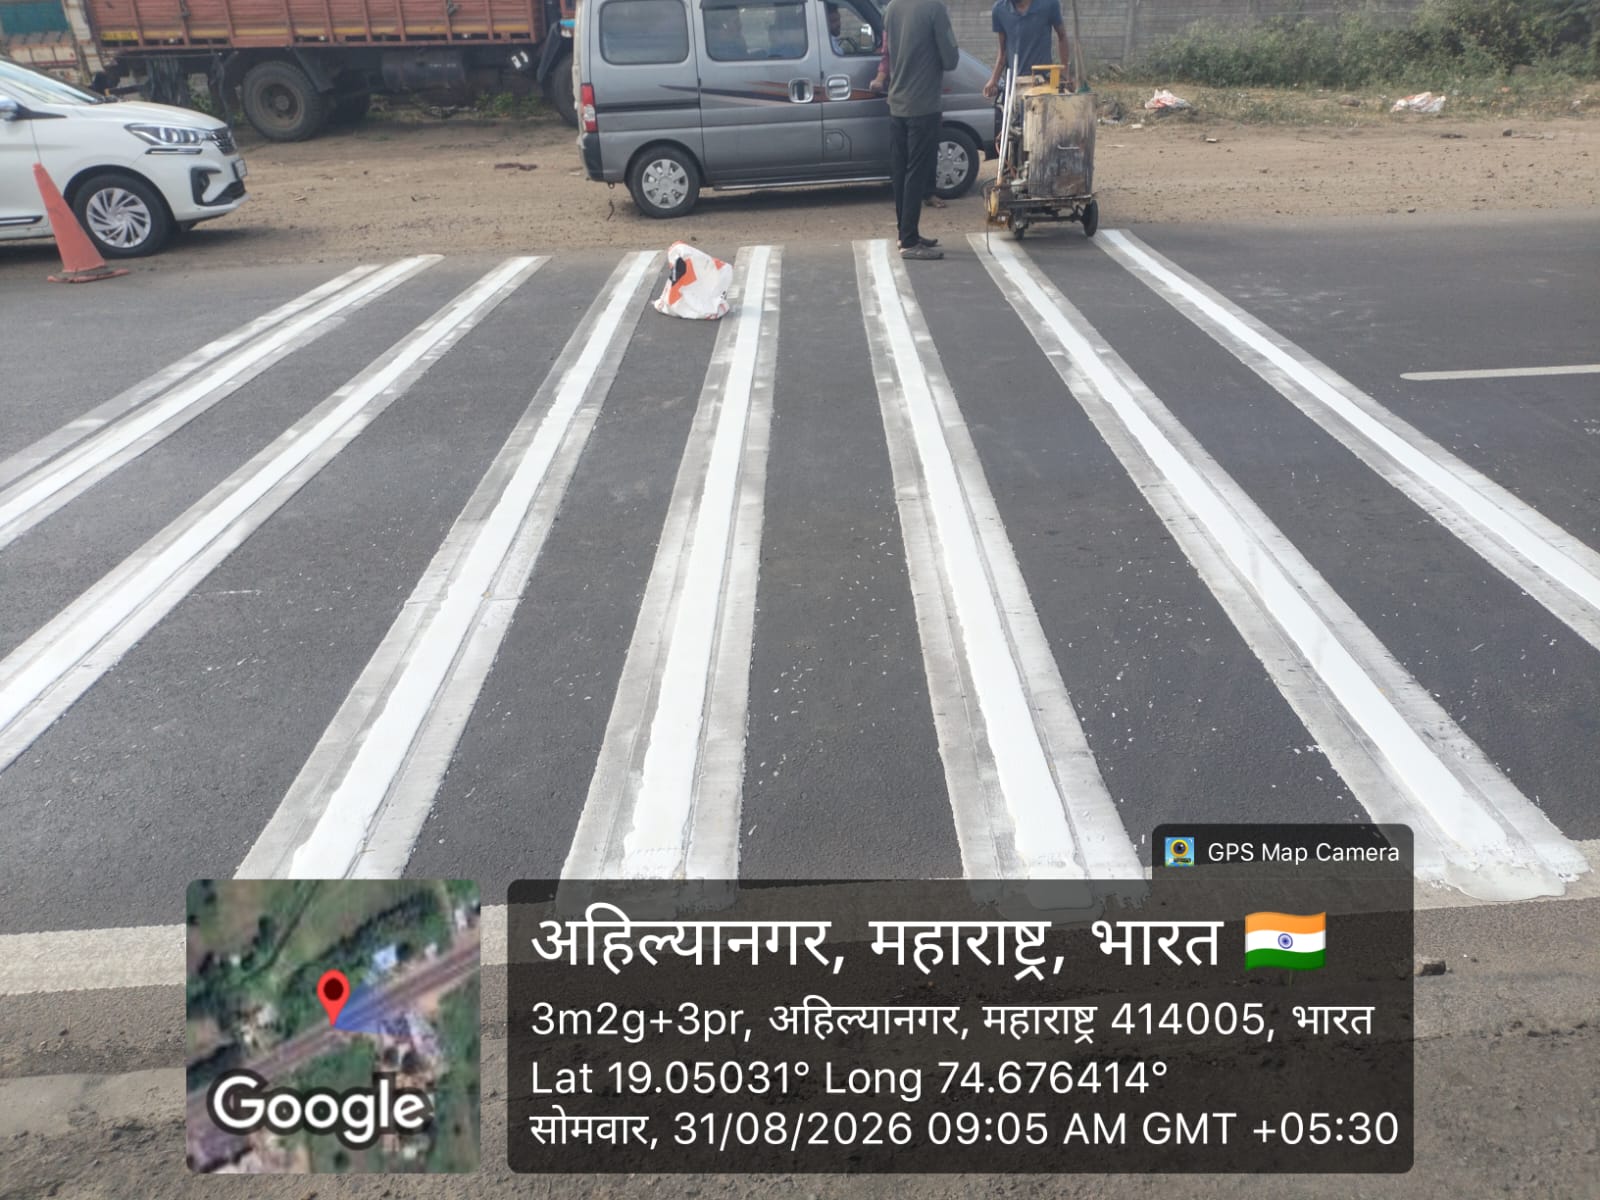 GPS Map Camera
अहिल्यानगर, महाराष्ट्र, भारत
3m2g+3pr, अहिल्यानगर, महाराष्ट्र 414005, भारत
Lat 19.05031° Long 74.676414°
सोमवार, 31/08/2026 09:05 AM GMT +05:30
Google